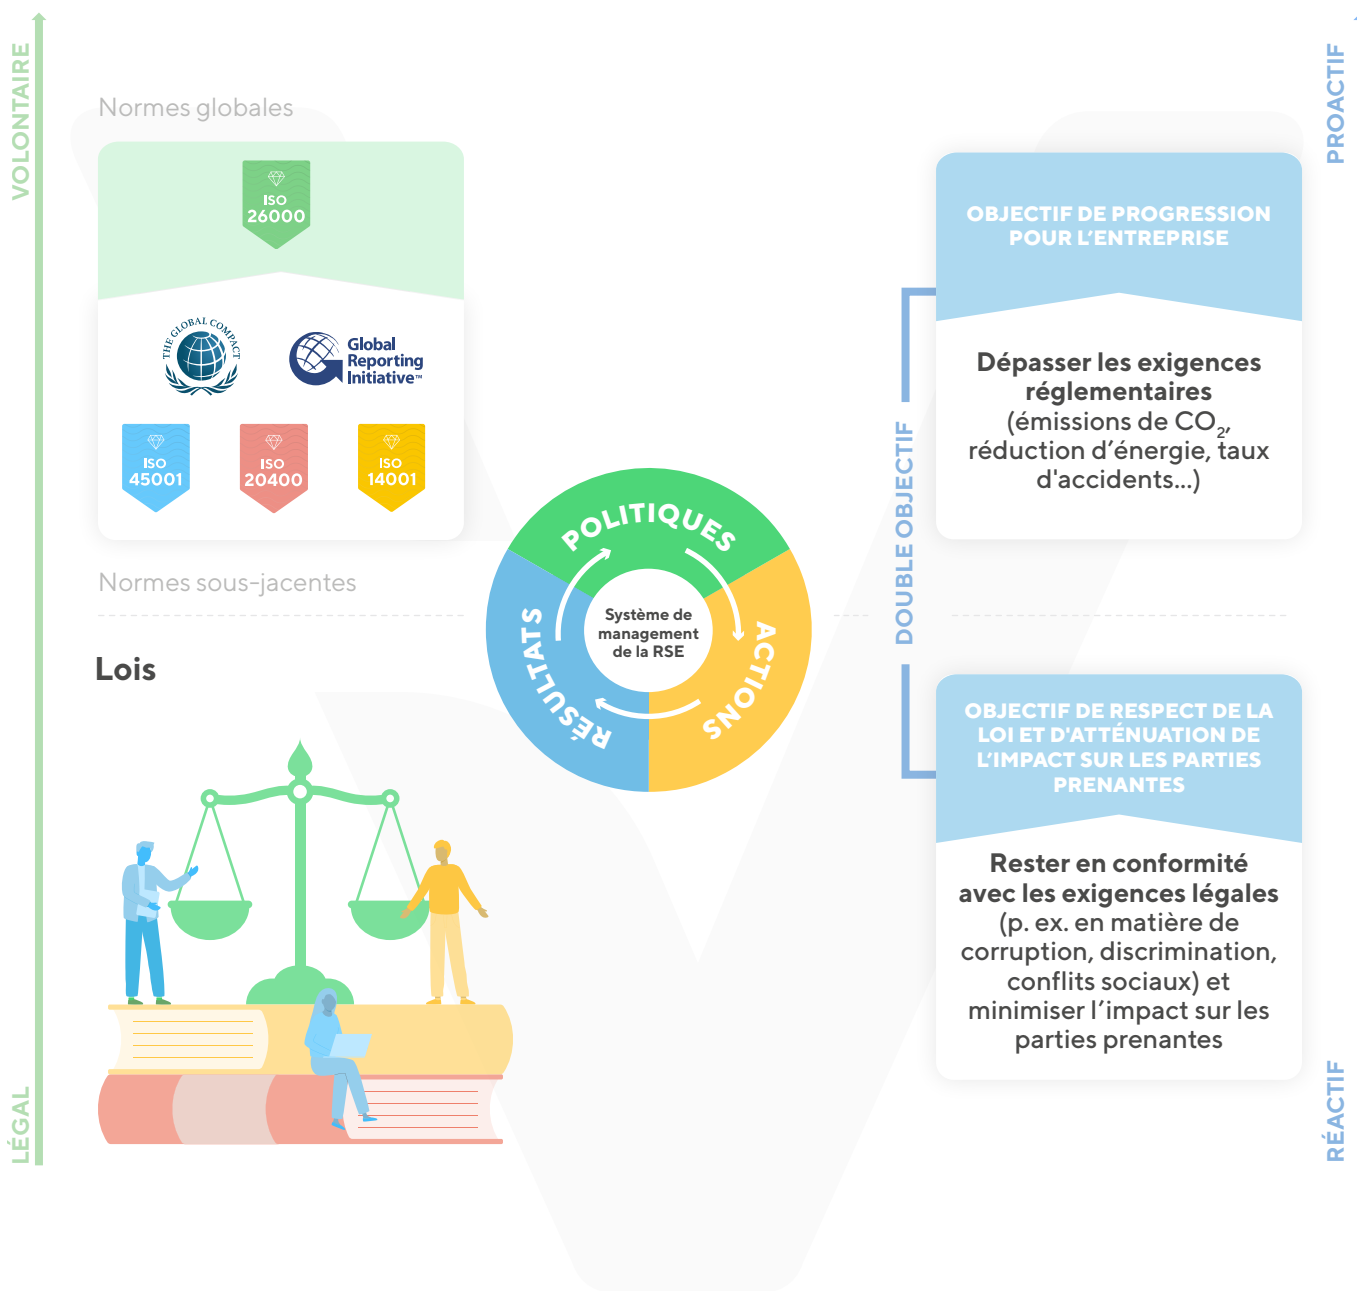 VOLONTAIRE
LÉGAL
Normes globales
ISO
26000
THE GLOBAL COMPACT
Global
Reporting
Initiative™
ISO
45001
ISO
20400
ISO
14001
Normes sous-jacentes
Lois
POLITIQUES
ACTIONS
RÉSULTATS
Système de
management
de la RSE
DOUBLE OBJECTIF
OBJECTIF DE PROGRESSION
POUR L’ENTREPRISE
Dépasser les exigences
réglementaires
(émissions de CO₂,
réduction d’énergie, taux
d'accidents...)
OBJECTIF DE RESPECT DE LA
LOI ET D'ATTÉNUATION DE
L’IMPACT SUR LES PARTIES
PRENANTES
Rester en conformité
avec les exigences légales
(p. ex. en matière de
corruption, discrimination,
conflits sociaux) et
minimiser l’impact sur les
parties prenantes
PROACTIF
RÉACTIF